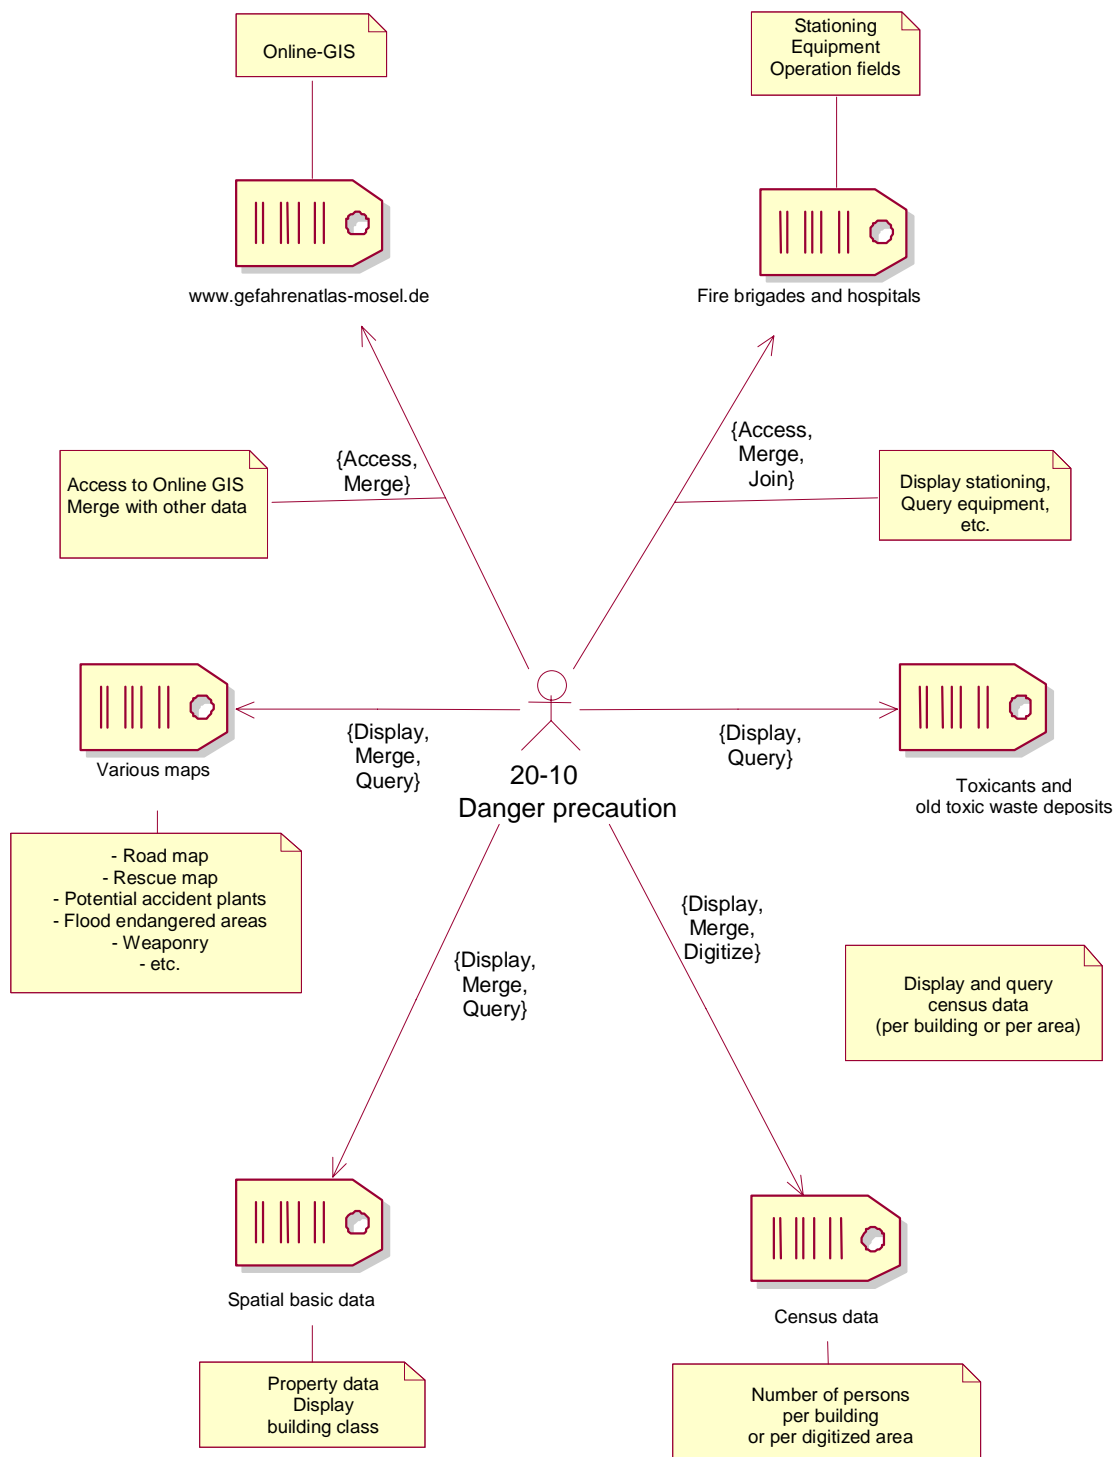 Online-GIS
Stationing
Equipment
Operation fields
www.gefahrenatlas-mosel.de
Fire brigades and hospitals
{Access,
Merge}
Access to Online GIS
Merge with other data
{Access,
Merge,
Join}
Display stationing,
Query equipment,
etc.
Various maps
{Display,
Merge,
Query}
20-10
Danger precaution
{Display,
Query}
Toxicants and
old toxic waste deposits
- Road map
- Rescue map
- Potential accident plants
- Flood endangered areas
- Weaponry
- etc.
{Display,
Merge,
Query}
{Display,
Merge,
Digitize}
Display and query
census data
(per building or per area)
Spatial basic data
Census data
Property data
Display
building class
Number of persons
per building
or per digitized area